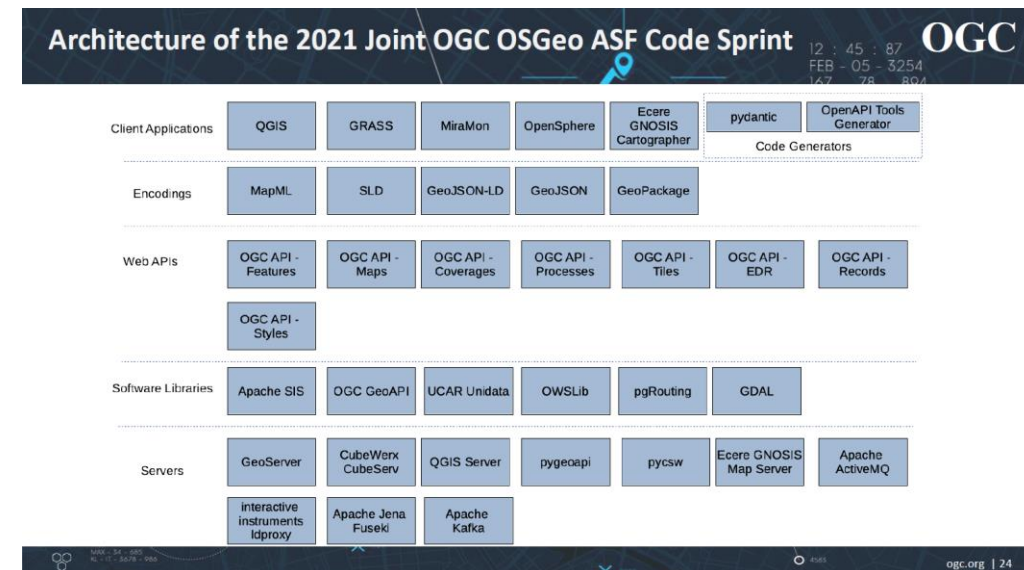 Architecture of the 2021 Joint OGC OSGeo ASF Code Sprint
OGC
12 : 45 : 87
FEB - 05 - 3254
167 78 894
Client Applications
QGIS
GRASS
MiraMon
OpenSphere
Ecere
GNOSIS
Cartographer
pydantic
OpenAPI Tools
Generator
Code Generators
Encodings
MapML
SLD
GeoJSON-LD
GeoJSON
GeoPackage
Web APIs
OGC API -
Features
OGC API -
Maps
OGC API -
Coverages
OGC API -
Processes
OGC API -
Tiles
OGC API -
EDR
OGC API -
Records
OGC API -
Styles
Software Libraries
Apache SIS
OGC GeoAPI
UCAR Unidata
OWSLib
pgRouting
GDAL
Servers
GeoServer
CubeWerx
CubeServ
QGIS Server
pygeoapi
pycsw
Ecere GNOSIS
Map Server
Apache
ActiveMQ
interactive
instruments
ldproxy
Apache Jena
Fuseki
Apache
Kafka
ogc.org | 24